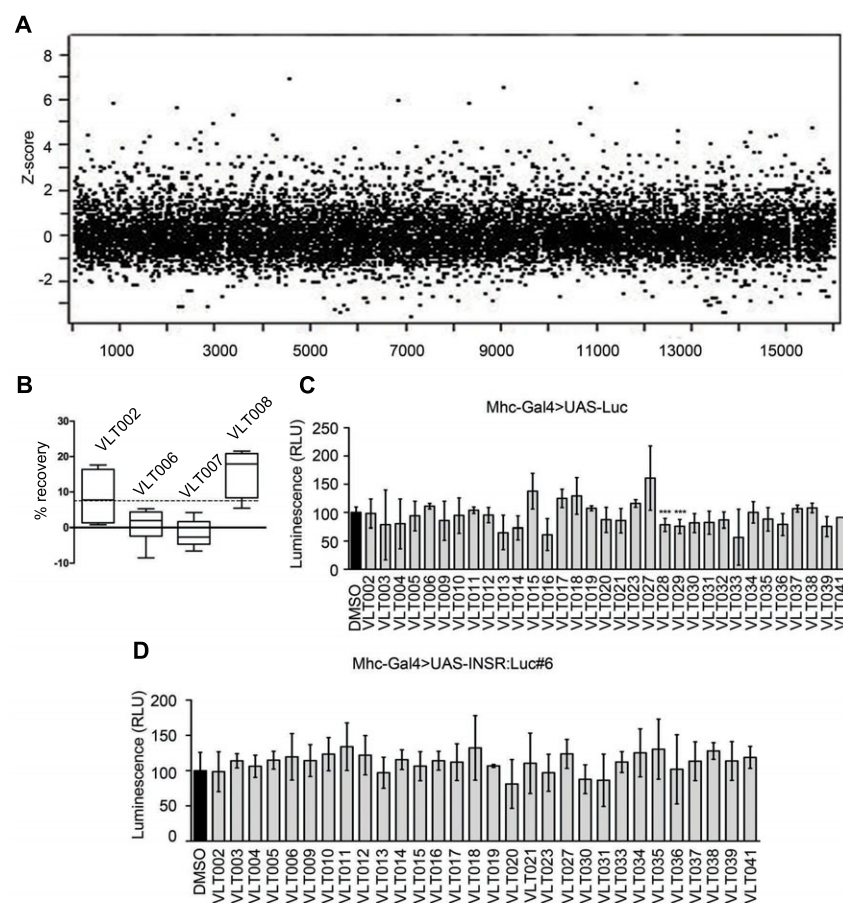 A
Z-score
8
6
4
2
0
-2
1000 3000 5000 7000 9000 11000 13000 15000
B
% recovery
30
20
10
0
-10
VLT002
VLT006
VLT007
VLT008
C
Mhc-Gal4>UAS-Luc
Luminescence (RLU)
250
200
150
100
50
0
*** ***
DMSO
VLT002
VLT003
VLT004
VLT005
VLT006
VLT009
VLT010
VLT011
VLT012
VLT013
VLT014
VLT015
VLT016
VLT017
VLT018
VLT019
VLT020
VLT021
VLT023
VLT027
VLT028
VLT029
VLT030
VLT031
VLT032
VLT033
VLT034
VLT035
VLT036
VLT037
VLT038
VLT039
VLT041
D
Mhc-Gal4>UAS-INSR:Luc#6
Luminescence (RLU)
200
150
100
50
0
DMSO
VLT002
VLT003
VLT004
VLT005
VLT006
VLT009
VLT010
VLT011
VLT012
VLT013
VLT014
VLT015
VLT016
VLT017
VLT018
VLT019
VLT020
VLT021
VLT023
VLT027
VLT030
VLT031
VLT033
VLT034
VLT035
VLT036
VLT037
VLT038
VLT039
VLT041